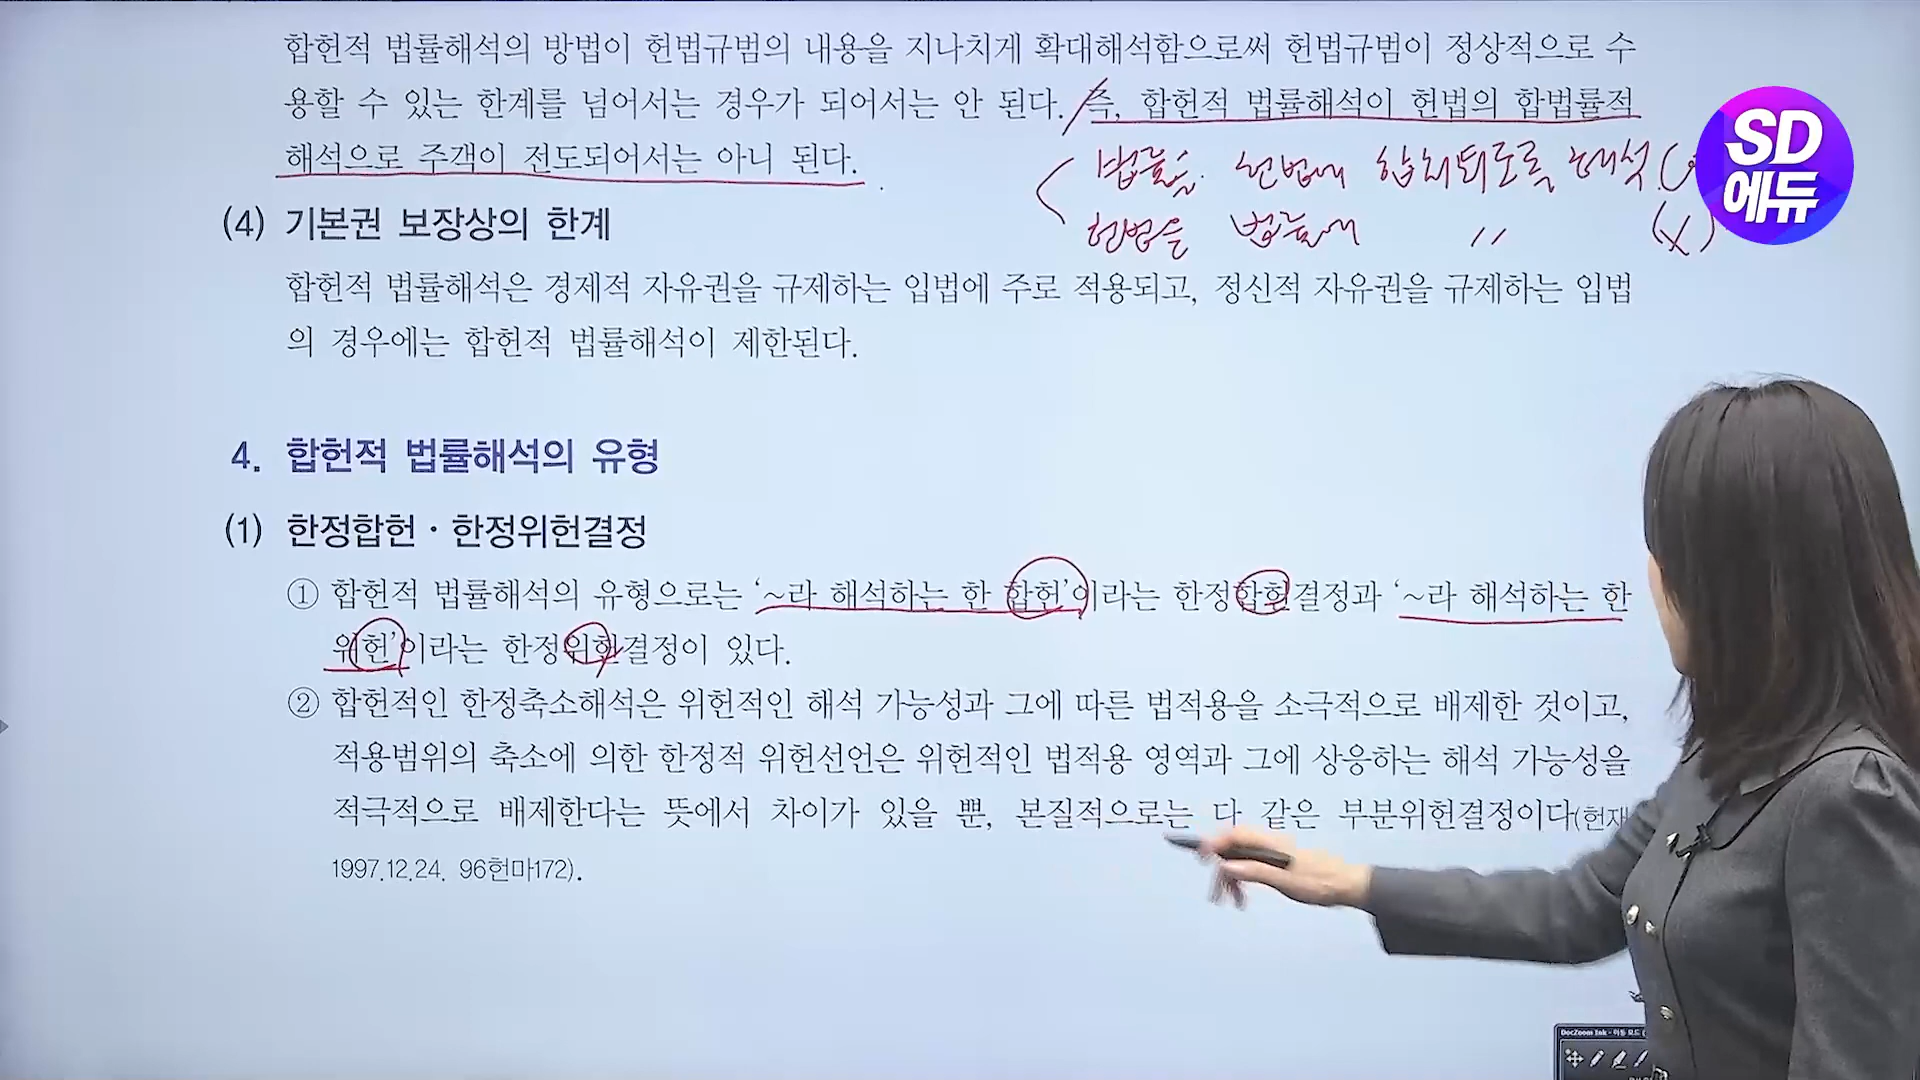 합헌적 법률해석의 방법이 헌법규범의 내용을 지나치게 확대해석함으로써 헌법규범이 정상적으로 수
용할 수 있는 한계를 넘어서는 경우가 되어서는 안 된다. 즉, 합헌적 법률해석이 헌법의 합법률적
해석으로 주객이 전도되어서는 아니 된다.
SD
에듀
법률을 헌법에 합치되도록 해석
헌법을 법률에 〃 (X)
(4) 기본권 보장상의 한계
합헌적 법률해석은 경제적 자유권을 규제하는 입법에 주로 적용되고, 정신적 자유권을 규제하는 입법
의 경우에는 합헌적 법률해석이 제한된다.
4. 합헌적 법률해석의 유형
(1) 한정합헌·한정위헌결정
① 합헌적 법률해석의 유형으로는 ‘~라 해석하는 한 합헌’이라는 한정합헌결정과 ‘~라 해석하는 한
위헌’이라는 한정위헌결정이 있다.
② 합헌적인 한정축소해석은 위헌적인 해석 가능성과 그에 따른 법적용을 소극적으로 배제한 것이고,
적용범위의 축소에 의한 한정적 위헌선언은 위헌적인 법적용 영역과 그에 상응하는 해석 가능성을
적극적으로 배제한다는 뜻에서 차이가 있을 뿐, 본질적으로는 다 같은 부분위헌결정이다(헌재
1997.12.24. 96헌마172).
DocZoom Ink - 이동 모드